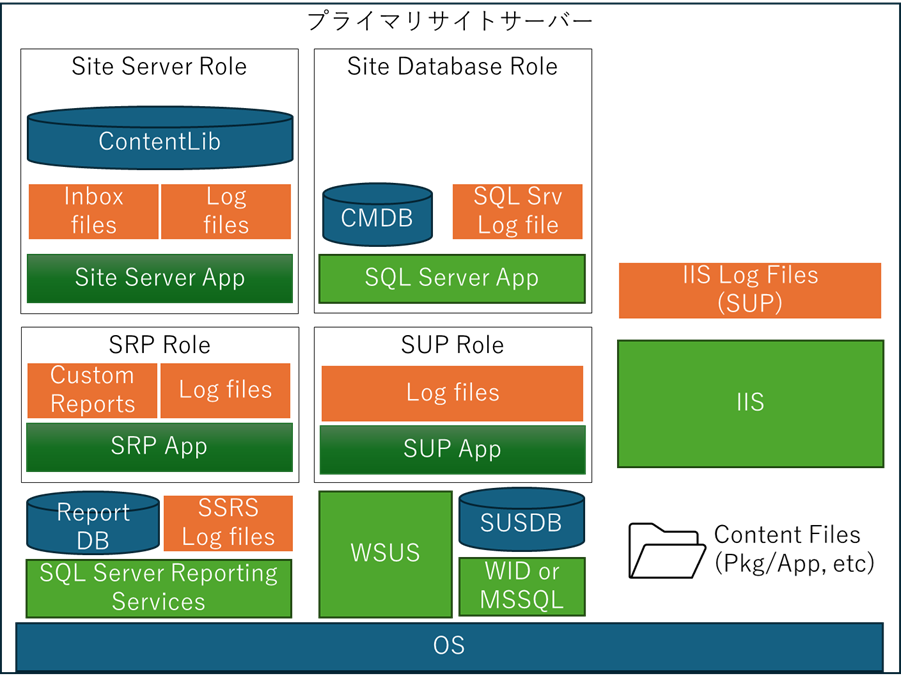 プライマリサイトサーバー
Site Server Role
ContentLib
Inbox
files
Log
files
Site Server App
Site Database Role
CMDB
SQL Srv
Log file
SQL Server App
IIS Log Files
(SUP)
SRP Role
Custom
Reports
Log files
SRP App
SUP Role
Log files
SUP App
IIS
Report
DB
SSRS
Log files
SQL Server Reporting
Services
WSUS
SUSDB
WID or
MSSQL
Content Files
(Pkg/App, etc)
OS